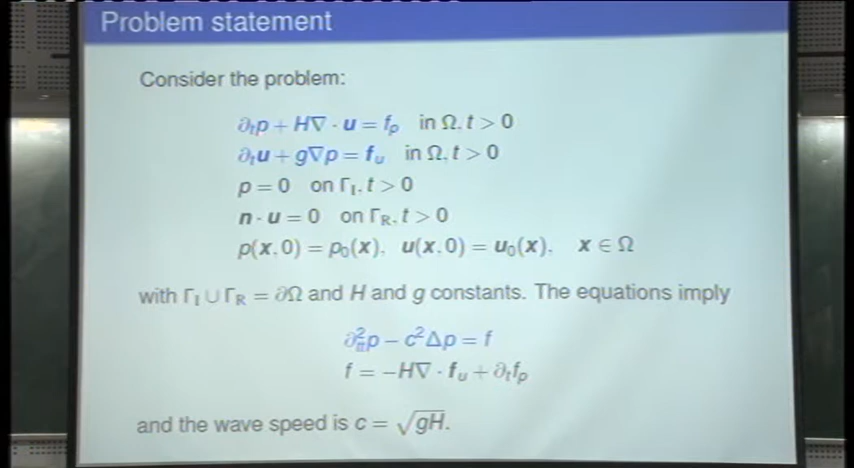 Problem statement
Consider the problem:
∂ₜp + H∇ · u = fₚ in Ω, t > 0
∂ₜu + g∇p = fᵤ in Ω, t > 0
p = 0 on Γ_I, t > 0
n · u = 0 on Γ_R, t > 0
p(x, 0) = p₀(x), u(x, 0) = u₀(x), x ∈ Ω
with Γ_I ∪ Γ_R = ∂Ω and H and g constants. The equations imply
∂²ₜₜp − c²Δp = f
f = −H∇ · fᵤ + ∂ₜfₚ
and the wave speed is c = √gH.